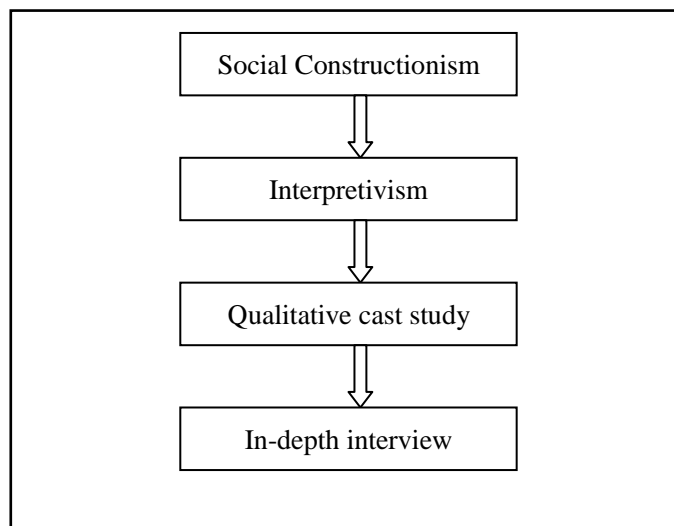 Social Constructionism
Interpretivism
Qualitative cast study
In-depth interview